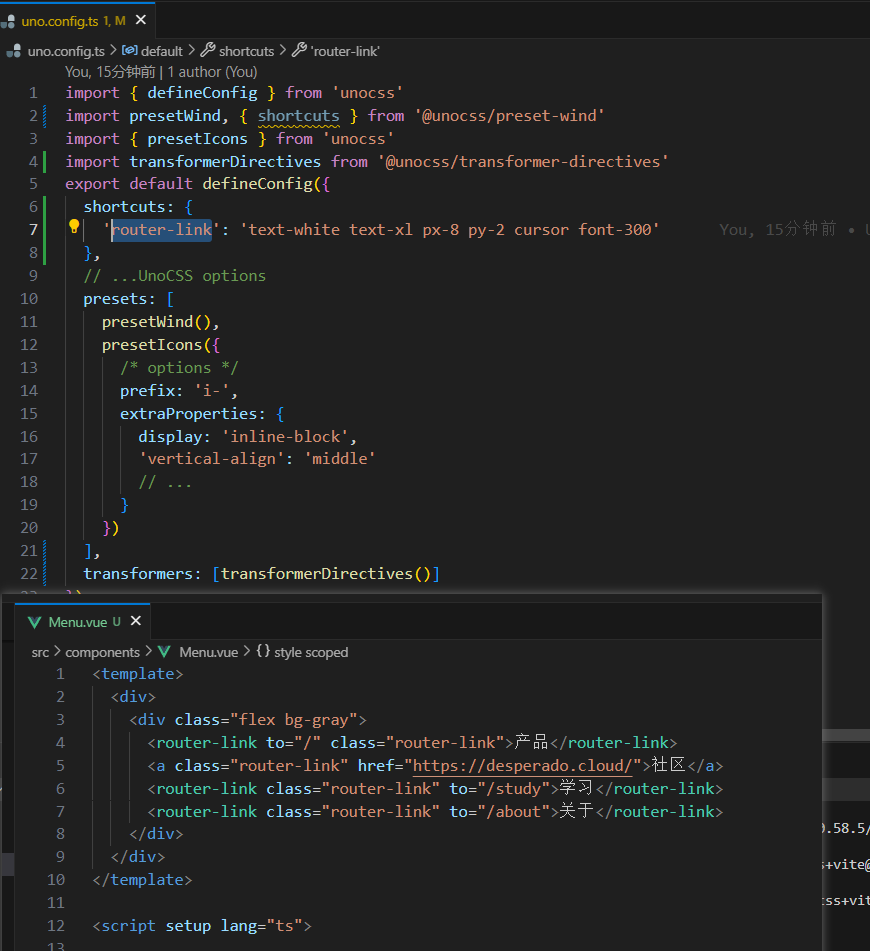 uno.config.ts 1, M ×
uno.config.ts > default > shortcuts > 'router-link'
You, 15分钟前 | 1 author (You)
1 import { defineConfig } from 'unocss'
2 import presetWind, { shortcuts } from '@unocss/preset-wind'
3 import { presetIcons } from 'unocss'
4 import transformerDirectives from '@unocss/transformer-directives'
5 export default defineConfig({
6 shortcuts: {
7 'router-link': 'text-white text-xl px-8 py-2 cursor font-300' You, 15分钟前 •
8 },
9 // ...UnoCSS options
10 presets: [
11 presetWind(),
12 presetIcons({
13 /* options */
14 prefix: 'i-',
15 extraProperties: {
16 display: 'inline-block',
17 'vertical-align': 'middle'
18 // ...
19 }
20 })
21 ],
22 transformers: [transformerDirectives()]
Menu.vue U ×
src > components > Menu.vue > {} style scoped
1 <template>
2 <div>
3 <div class="flex bg-gray">
4 <router-link to="/" class="router-link">产品</router-link>
5 <a class="router-link" href="https://desperado.cloud/">社区</a>
6 <router-link class="router-link" to="/study">学习</router-link>
7 <router-link class="router-link" to="/about">关于</router-link>
8 </div>
9 </div>
10 </template>
11
12 <script setup lang="ts">
13
0.58.5/
s+vite@
css+vit